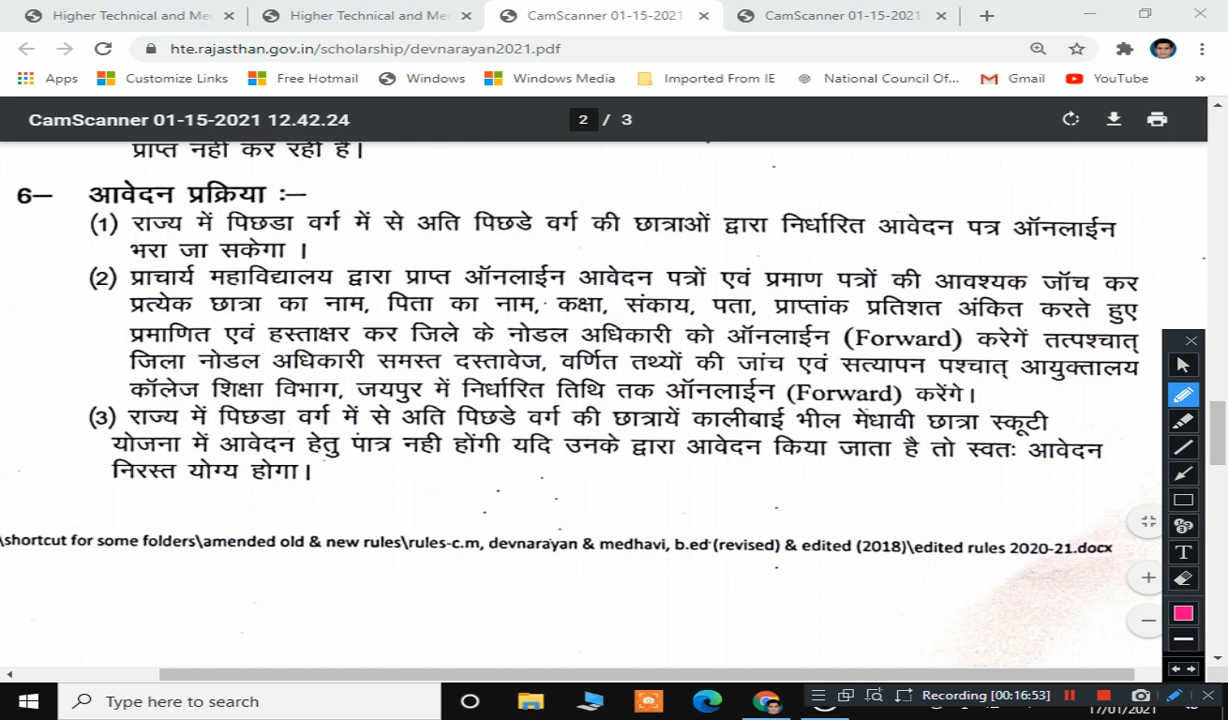 Higher Technical and Me
Higher Technical and Me
CamScanner 01-15-2021
CamScanner 01-15-2021
hte.rajasthan.gov.in/scholarship/devnarayan2021.pdf
Apps Customize Links Free Hotmail Windows Windows Media Imported From IE National Council Of... Gmail YouTube »
CamScanner 01-15-2021 12.42.24 2 / 3
प्राप्त नही कर रही है।
6— आवेदन प्रक्रिया :—
(1) राज्य में पिछडा वर्ग में से अति पिछडे वर्ग की छात्राओं द्वारा निर्धारित आवेदन पत्र ऑनलाईन
भरा जा सकेगा ।
(2) प्राचार्य महाविद्यालय द्वारा प्राप्त ऑनलाईन आवेदन पत्रों एवं प्रमाण पत्रों की आवश्यक जॉच कर
प्रत्येक छात्रा का नाम, पिता का नाम, कक्षा, संकाय, पता, प्राप्तांक प्रतिशत अंकित करते हुए
प्रमाणित एवं हस्ताक्षर कर जिले के नोडल अधिकारी को ऑनलाईन (Forward) करेगें तत्पश्चात्
जिला नोडल अधिकारी समस्त दस्तावेज, वर्णित तथ्यों की जांच एवं सत्यापन पश्चात् आयुक्तालय
कॉलेज शिक्षा विभाग, जयपुर में निर्धारित तिथि तक ऑनलाईन (Forward) करेंगे।
(3) राज्य में पिछडा वर्ग में से अति पिछडे वर्ग की छात्रायें कालीबाई भील मेंधावी छात्रा स्कूटी
योजना में आवेदन हेतु पात्र नही होंगी यदि उनके द्वारा आवेदन किया जाता है तो स्वतः आवेदन
निरस्त योग्य होगा।
\shortcut for some folders\amended old & new rules\rules-c.m, devnarayan & medhavi, b.ed (revised) & edited (2018)\edited rules 2020-21.docx
T
Type here to search
Recording [00:16:53]
17/01/2021